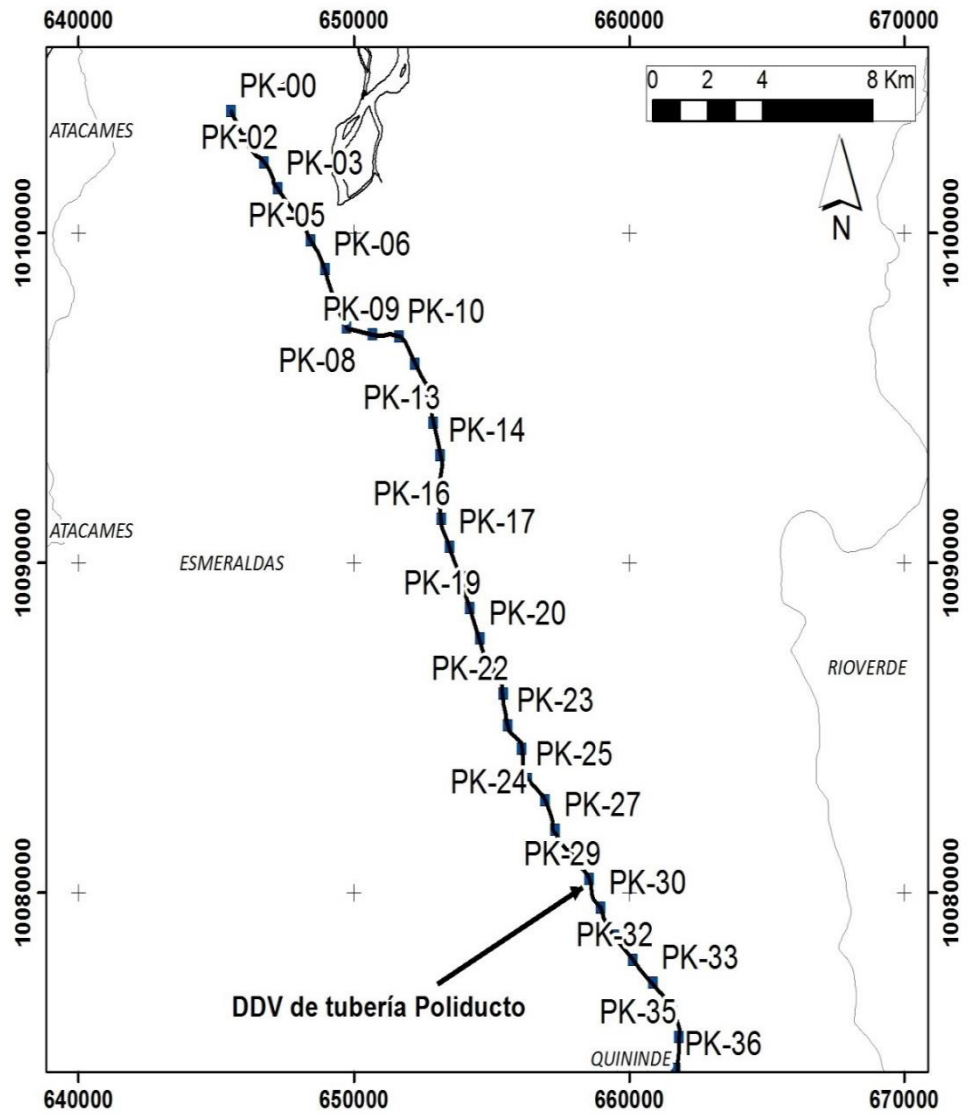 640000 650000 660000 670000
0 2 4 8 Km
PK-00
ATACAMES
PK-02
PK-03
N
PK-05
10100000
10100000
PK-06
PK-09
PK-10
PK-08
PK-13
PK-14
PK-16
PK-17
ATACAMES
ESMERALDAS
10090000
10090000
PK-19
PK-20
PK-22
RIOVERDE
PK-23
PK-25
PK-24
PK-27
PK-29
PK-30
10080000
10080000
PK-32
PK-33
DDV de tubería Poliducto
PK-35
PK-36
QUININDE
640000 650000 660000 670000